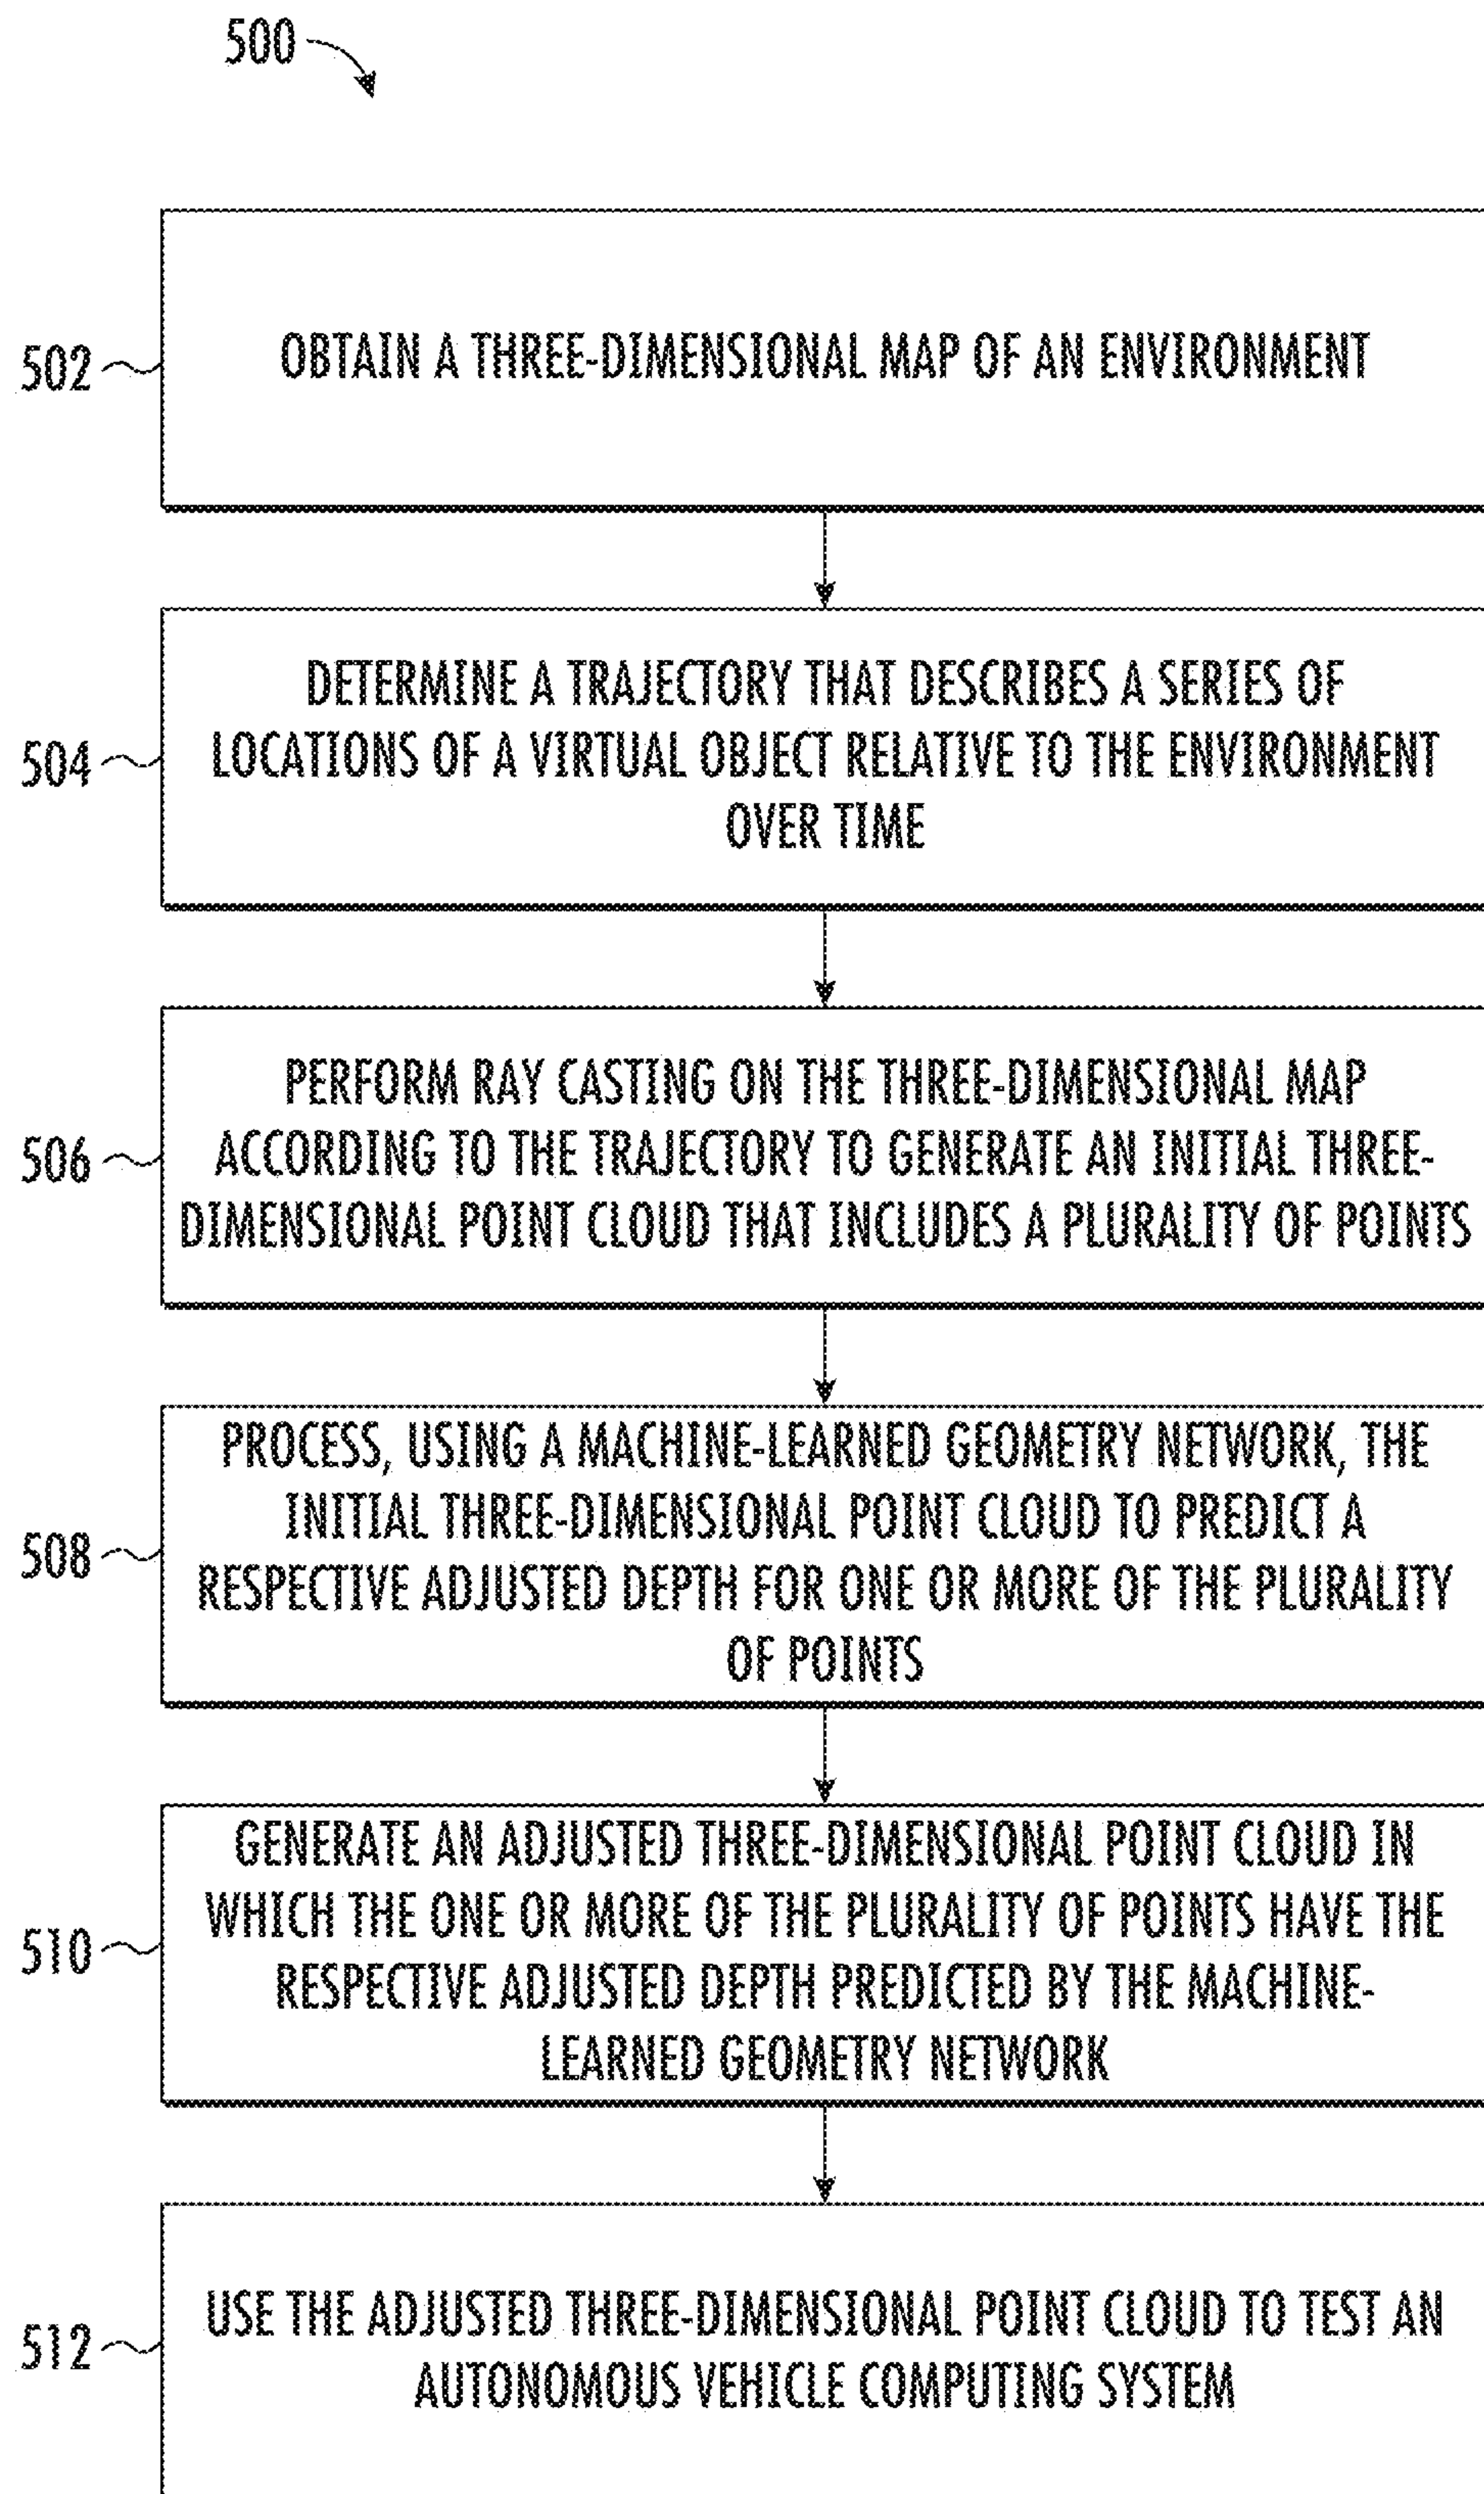 500
502
OBTAIN A THREE-DIMENSIONAL MAP OF AN ENVIRONMENT
504
DETERMINE A TRAJECTORY THAT DESCRIBES A SERIES OF
LOCATIONS OF A VIRTUAL OBJECT RELATIVE TO THE ENVIRONMENT
OVER TIME
506
PERFORM RAY CASTING ON THE THREE-DIMENSIONAL MAP
ACCORDING TO THE TRAJECTORY TO GENERATE AN INITIAL THREE-
DIMENSIONAL POINT CLOUD THAT INCLUDES A PLURALITY OF POINTS
508
PROCESS, USING A MACHINE-LEARNED GEOMETRY NETWORK, THE
INITIAL THREE-DIMENSIONAL POINT CLOUD TO PREDICT A
RESPECTIVE ADJUSTED DEPTH FOR ONE OR MORE OF THE PLURALITY
OF POINTS
510
GENERATE AN ADJUSTED THREE-DIMENSIONAL POINT CLOUD IN
WHICH THE ONE OR MORE OF THE PLURALITY OF POINTS HAVE THE
RESPECTIVE ADJUSTED DEPTH PREDICTED BY THE MACHINE-
LEARNED GEOMETRY NETWORK
512
USE THE ADJUSTED THREE-DIMENSIONAL POINT CLOUD TO TEST AN
AUTONOMOUS VEHICLE COMPUTING SYSTEM